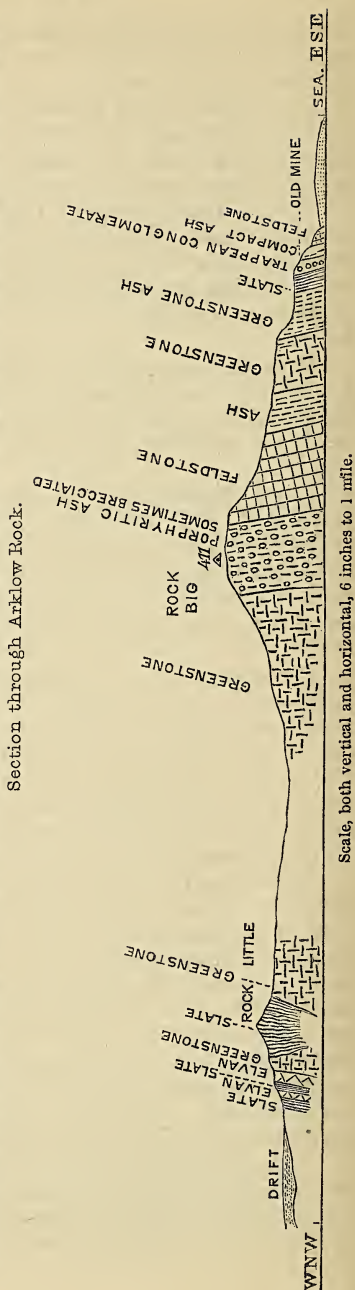 Section through Arklow Rock.
WNW
DRIFT
SLATE
ELVAN
SLATE
ELVAN
GREENSTONE
SLATE
LITTLE
ROCK
GREENSTONE
GREENSTONE
BIG
ROCK
411
PORPHYRITIC ASH
SOMETIMES BRECCIATED
FELDSTONE
ASH
GREENSTONE
GREENSTONE ASH
SLATE
TRAPPEAN CONGLOMERATE
COMPACT ASH
FELDSTONE
OLD MINE
SEA. ESE
Scale, both vertical and horizontal, 6 inches to 1 mile.